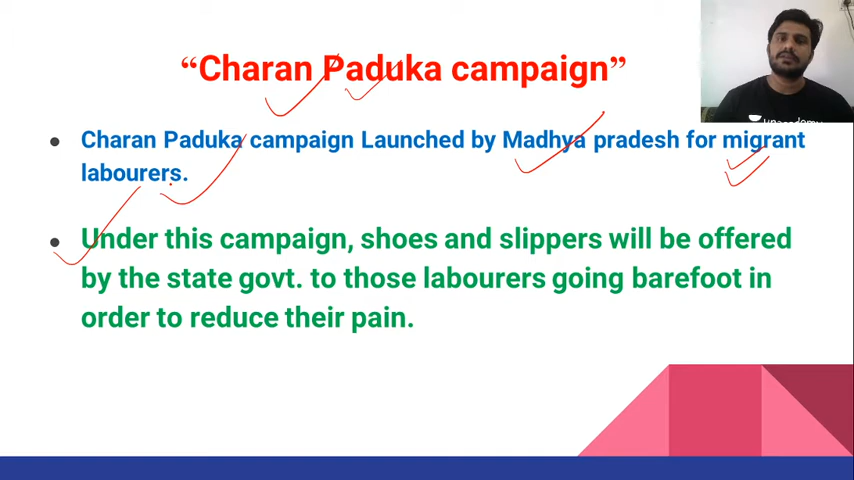 “Charan Paduka campaign”
● Charan Paduka campaign Launched by Madhya pradesh for migrant
labourers.
● Under this campaign, shoes and slippers will be offered
by the state govt. to those labourers going barefoot in
order to reduce their pain.